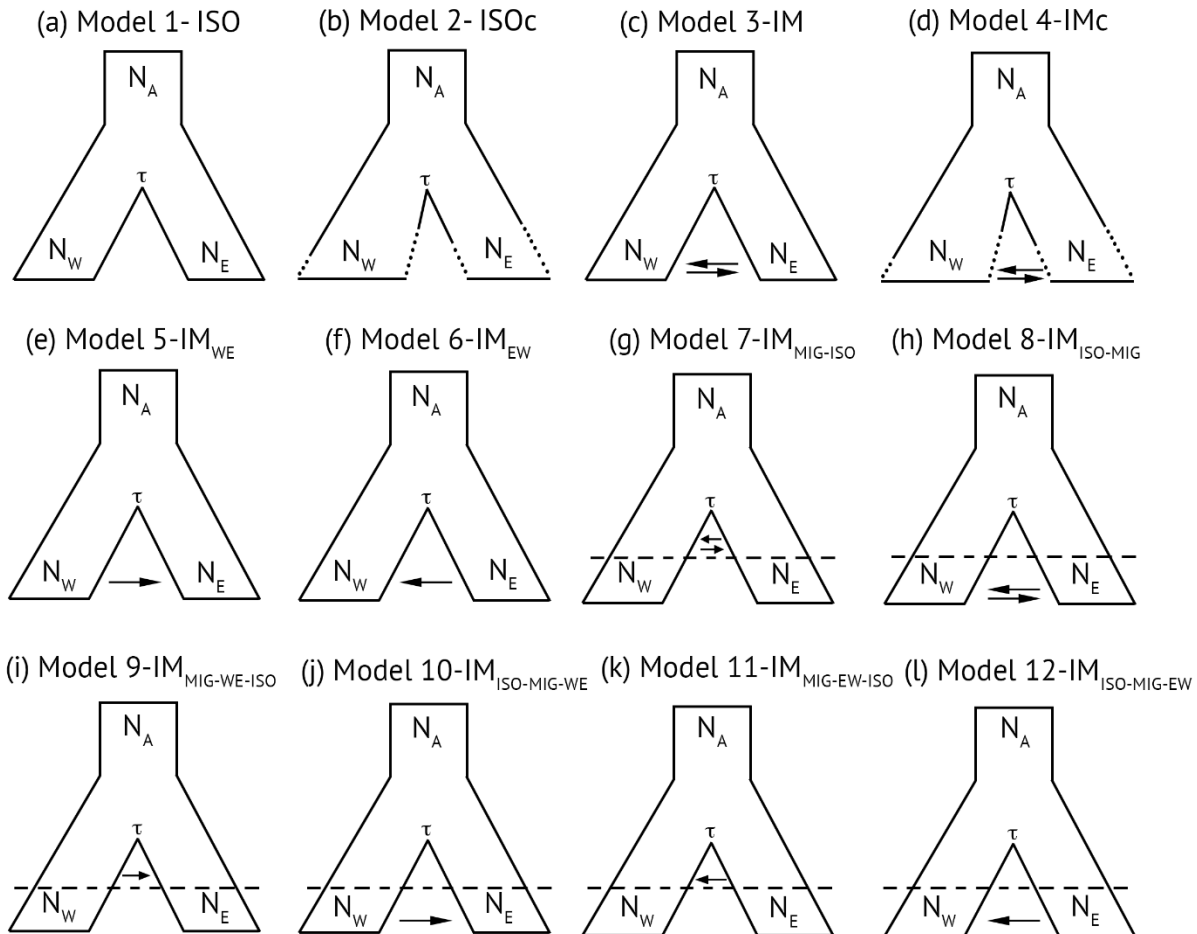 (a) Model 1- ISO (b) Model 2- ISOc (c) Model 3-IM (d) Model 4-IMc
N_A N_A N_A N_A
τ τ τ τ
N_W N_E N_W N_E N_W N_E N_W N_E
(e) Model 5-IM_WE (f) Model 6-IM_EW (g) Model 7-IM_MIG-ISO (h) Model 8-IM_ISO-MIG
N_A N_A N_A N_A
τ τ τ τ
N_W N_E N_W N_E N_W N_E N_W N_E
(i) Model 9-IM_MIG-WE-ISO (j) Model 10-IM_ISO-MIG-WE (k) Model 11-IM_MIG-EW-ISO (l) Model 12-IM_ISO-MIG-EW
N_A N_A N_A N_A
τ τ τ τ
N_W N_E N_W N_E N_W N_E N_W N_E